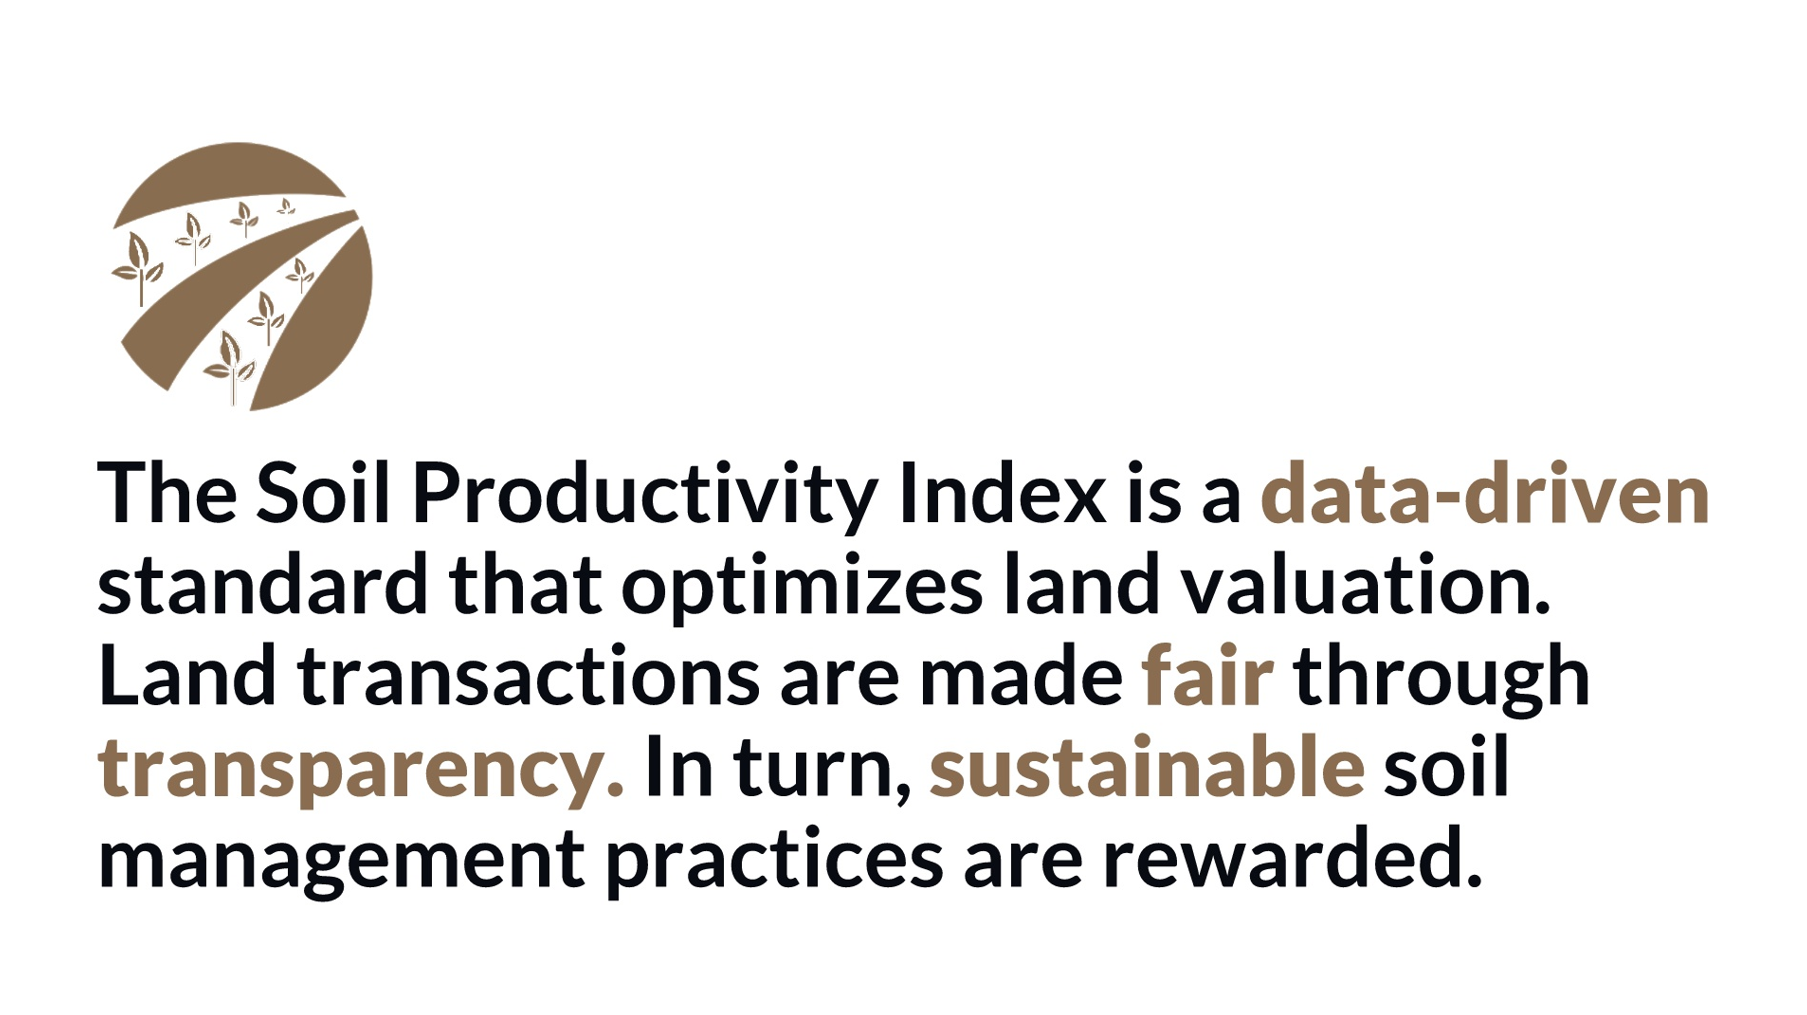 The Soil Productivity Index is a data-driven
standard that optimizes land valuation.
Land transactions are made fair through
transparency. In turn, sustainable soil
management practices are rewarded.